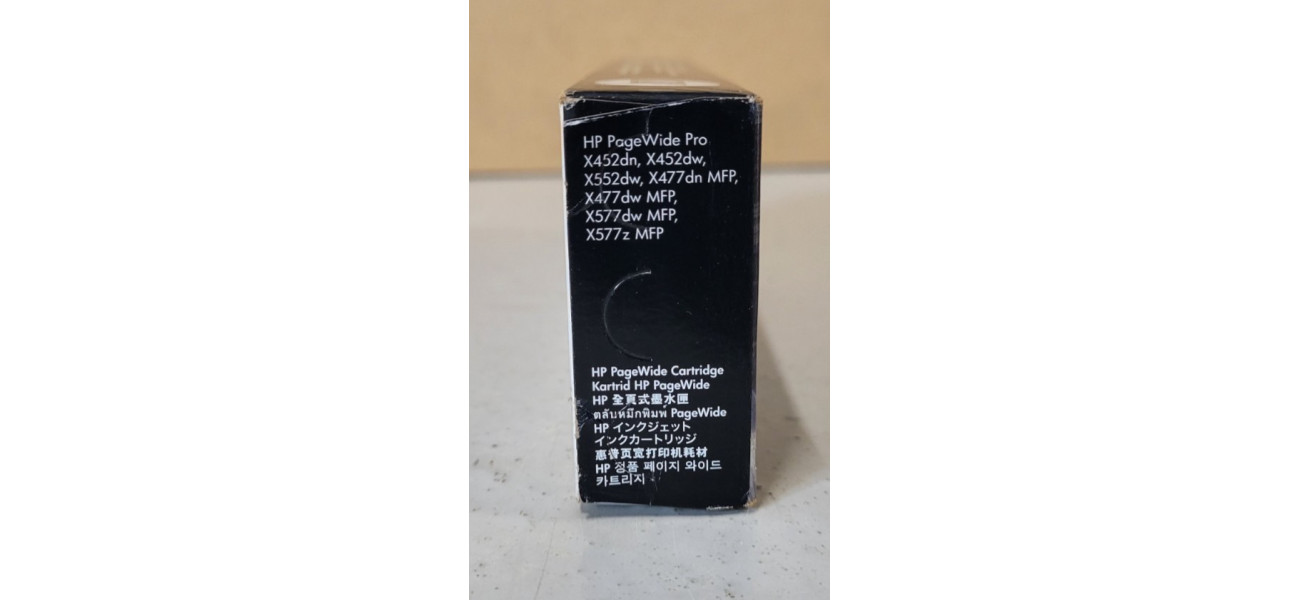 HP PageWide Pro
X452dn, X452dw,
X552dw, X477dn MFP,
X477dw MFP,
X577dw MFP,
X577z MFP
HP PageWide Cartridge
Kartrid HP PageWide
HP 全頁式墨水匣
ตลับหมึกพิมพ์ PageWide
HP インクジェット
インクカートリッジ
惠普页宽打印机耗材
HP 정품 페이지 와이드
카트리지